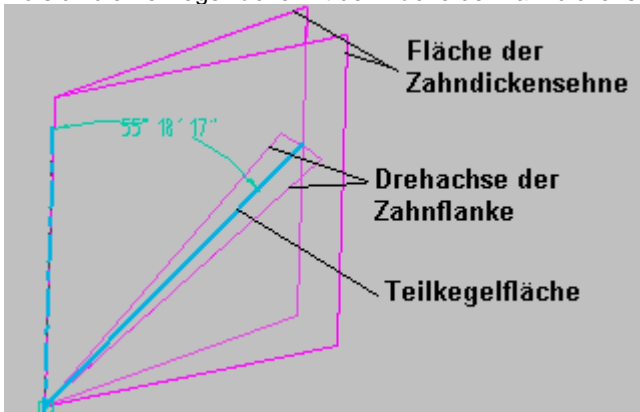 Fläche der
Zahndickensehne
55° 18' 17"
Drehachse der
Zahnflanke
Teilkegelfläche